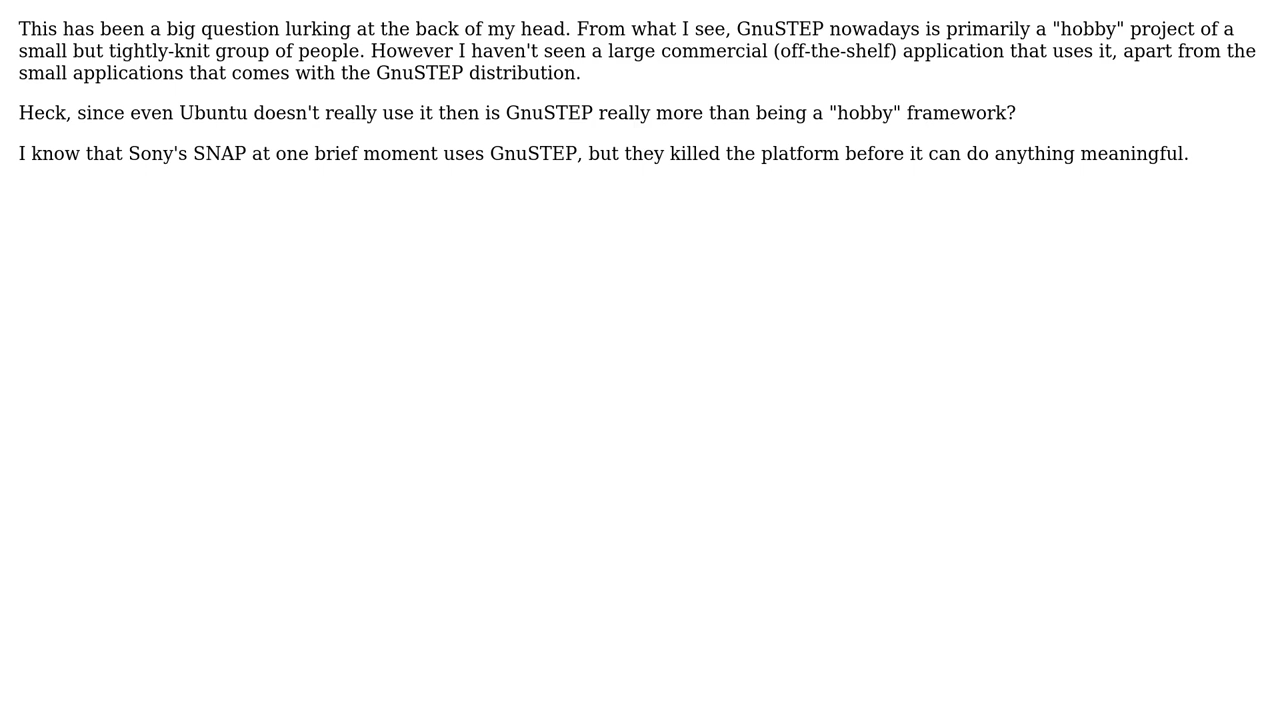 This has been a big question lurking at the back of my head. From what I see, GnuSTEP nowadays is primarily a "hobby" project of a
small but tightly-knit group of people. However I haven't seen a large commercial (off-the-shelf) application that uses it, apart from the
small applications that comes with the GnuSTEP distribution.
Heck, since even Ubuntu doesn't really use it then is GnuSTEP really more than being a "hobby" framework?
I know that Sony's SNAP at one brief moment uses GnuSTEP, but they killed the platform before it can do anything meaningful.